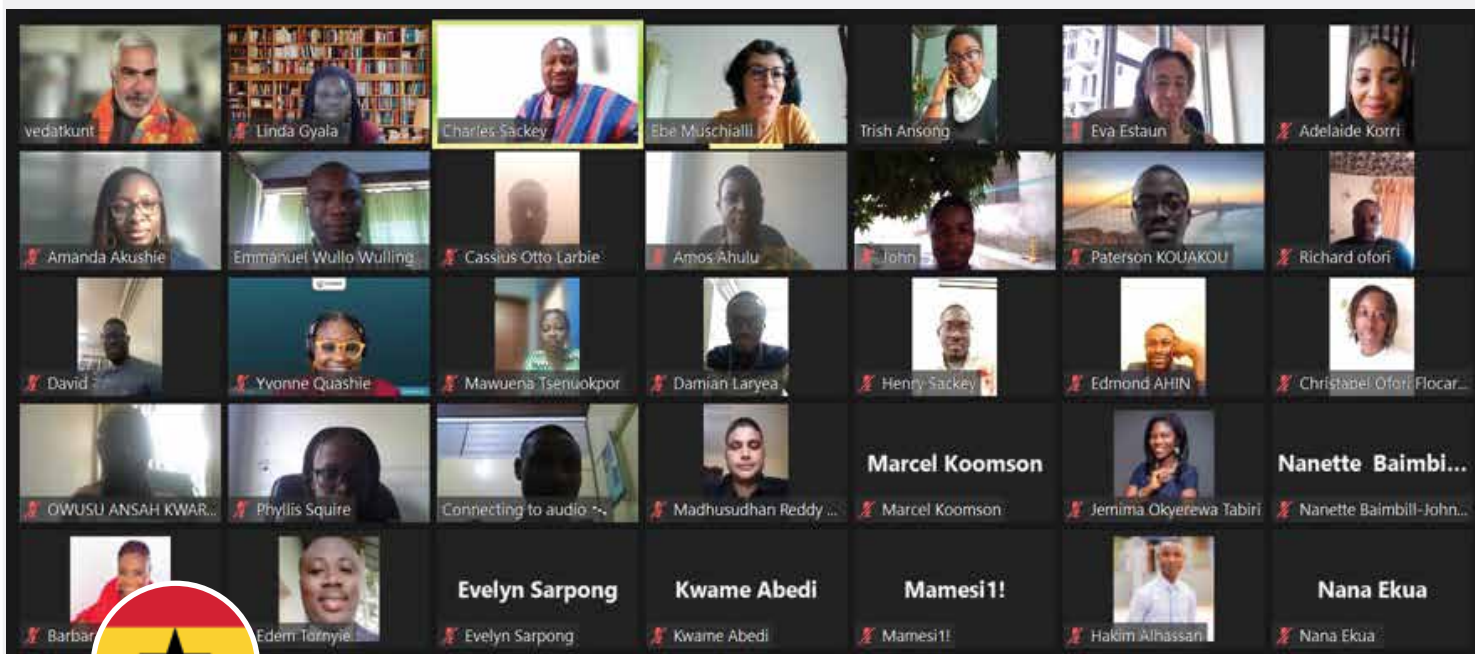 vedatkunt
Linda Gyala
Charles Sackey
Ebe Muschialli
Trish Ansong
Eva Estaun
Adelaide Korri
Amanda Akushie
Emmanuel Wullo Wulling
Cassius Otto Larbie
Amos Ahulu
John
Paterson KOUAKOU
Richard ofori
David
Yvonne Quashie
Mawuena Tsenuokpor
Damian Laryea
Henry Sackey
Edmond AHIN
Christabel Ofori Flocar...
OWUSU ANSAH KWAR...
Phyllis Squire
Connecting to audio
Madhusudhan Reddy ...
Marcel Koomson
Marcel Koomson
Jemima Okyerewa Tabiri
Nanette Baimbi...
Nanette Baimbill-John...
Barbar
Edem Tornyie
Evelyn Sarpong
Evelyn Sarpong
Kwame Abedi
Kwame Abedi
Mamesi1!
Mamesi1!
Hakim Alhassan
Nana Ekua
Nana Ekua